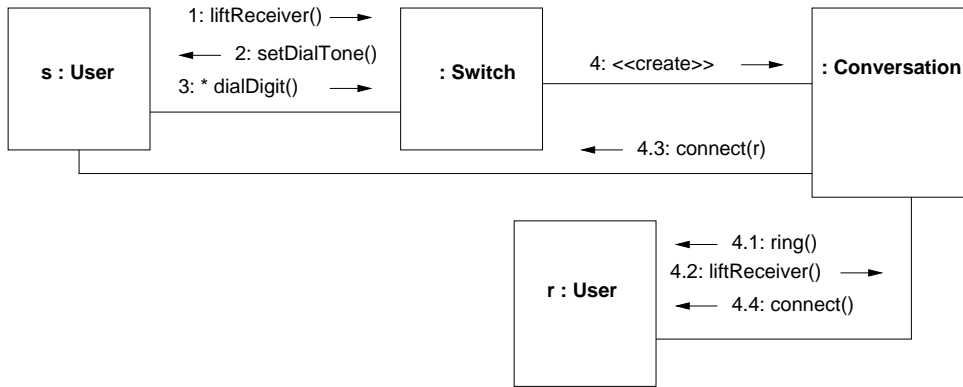 1: liftReceiver()
2: setDialTone()
s : User
: Switch
4: <<create>>
: Conversation
3: * dialDigit()
4.3: connect(r)
4.1: ring()
4.2: liftReceiver()
r : User
4.4: connect()